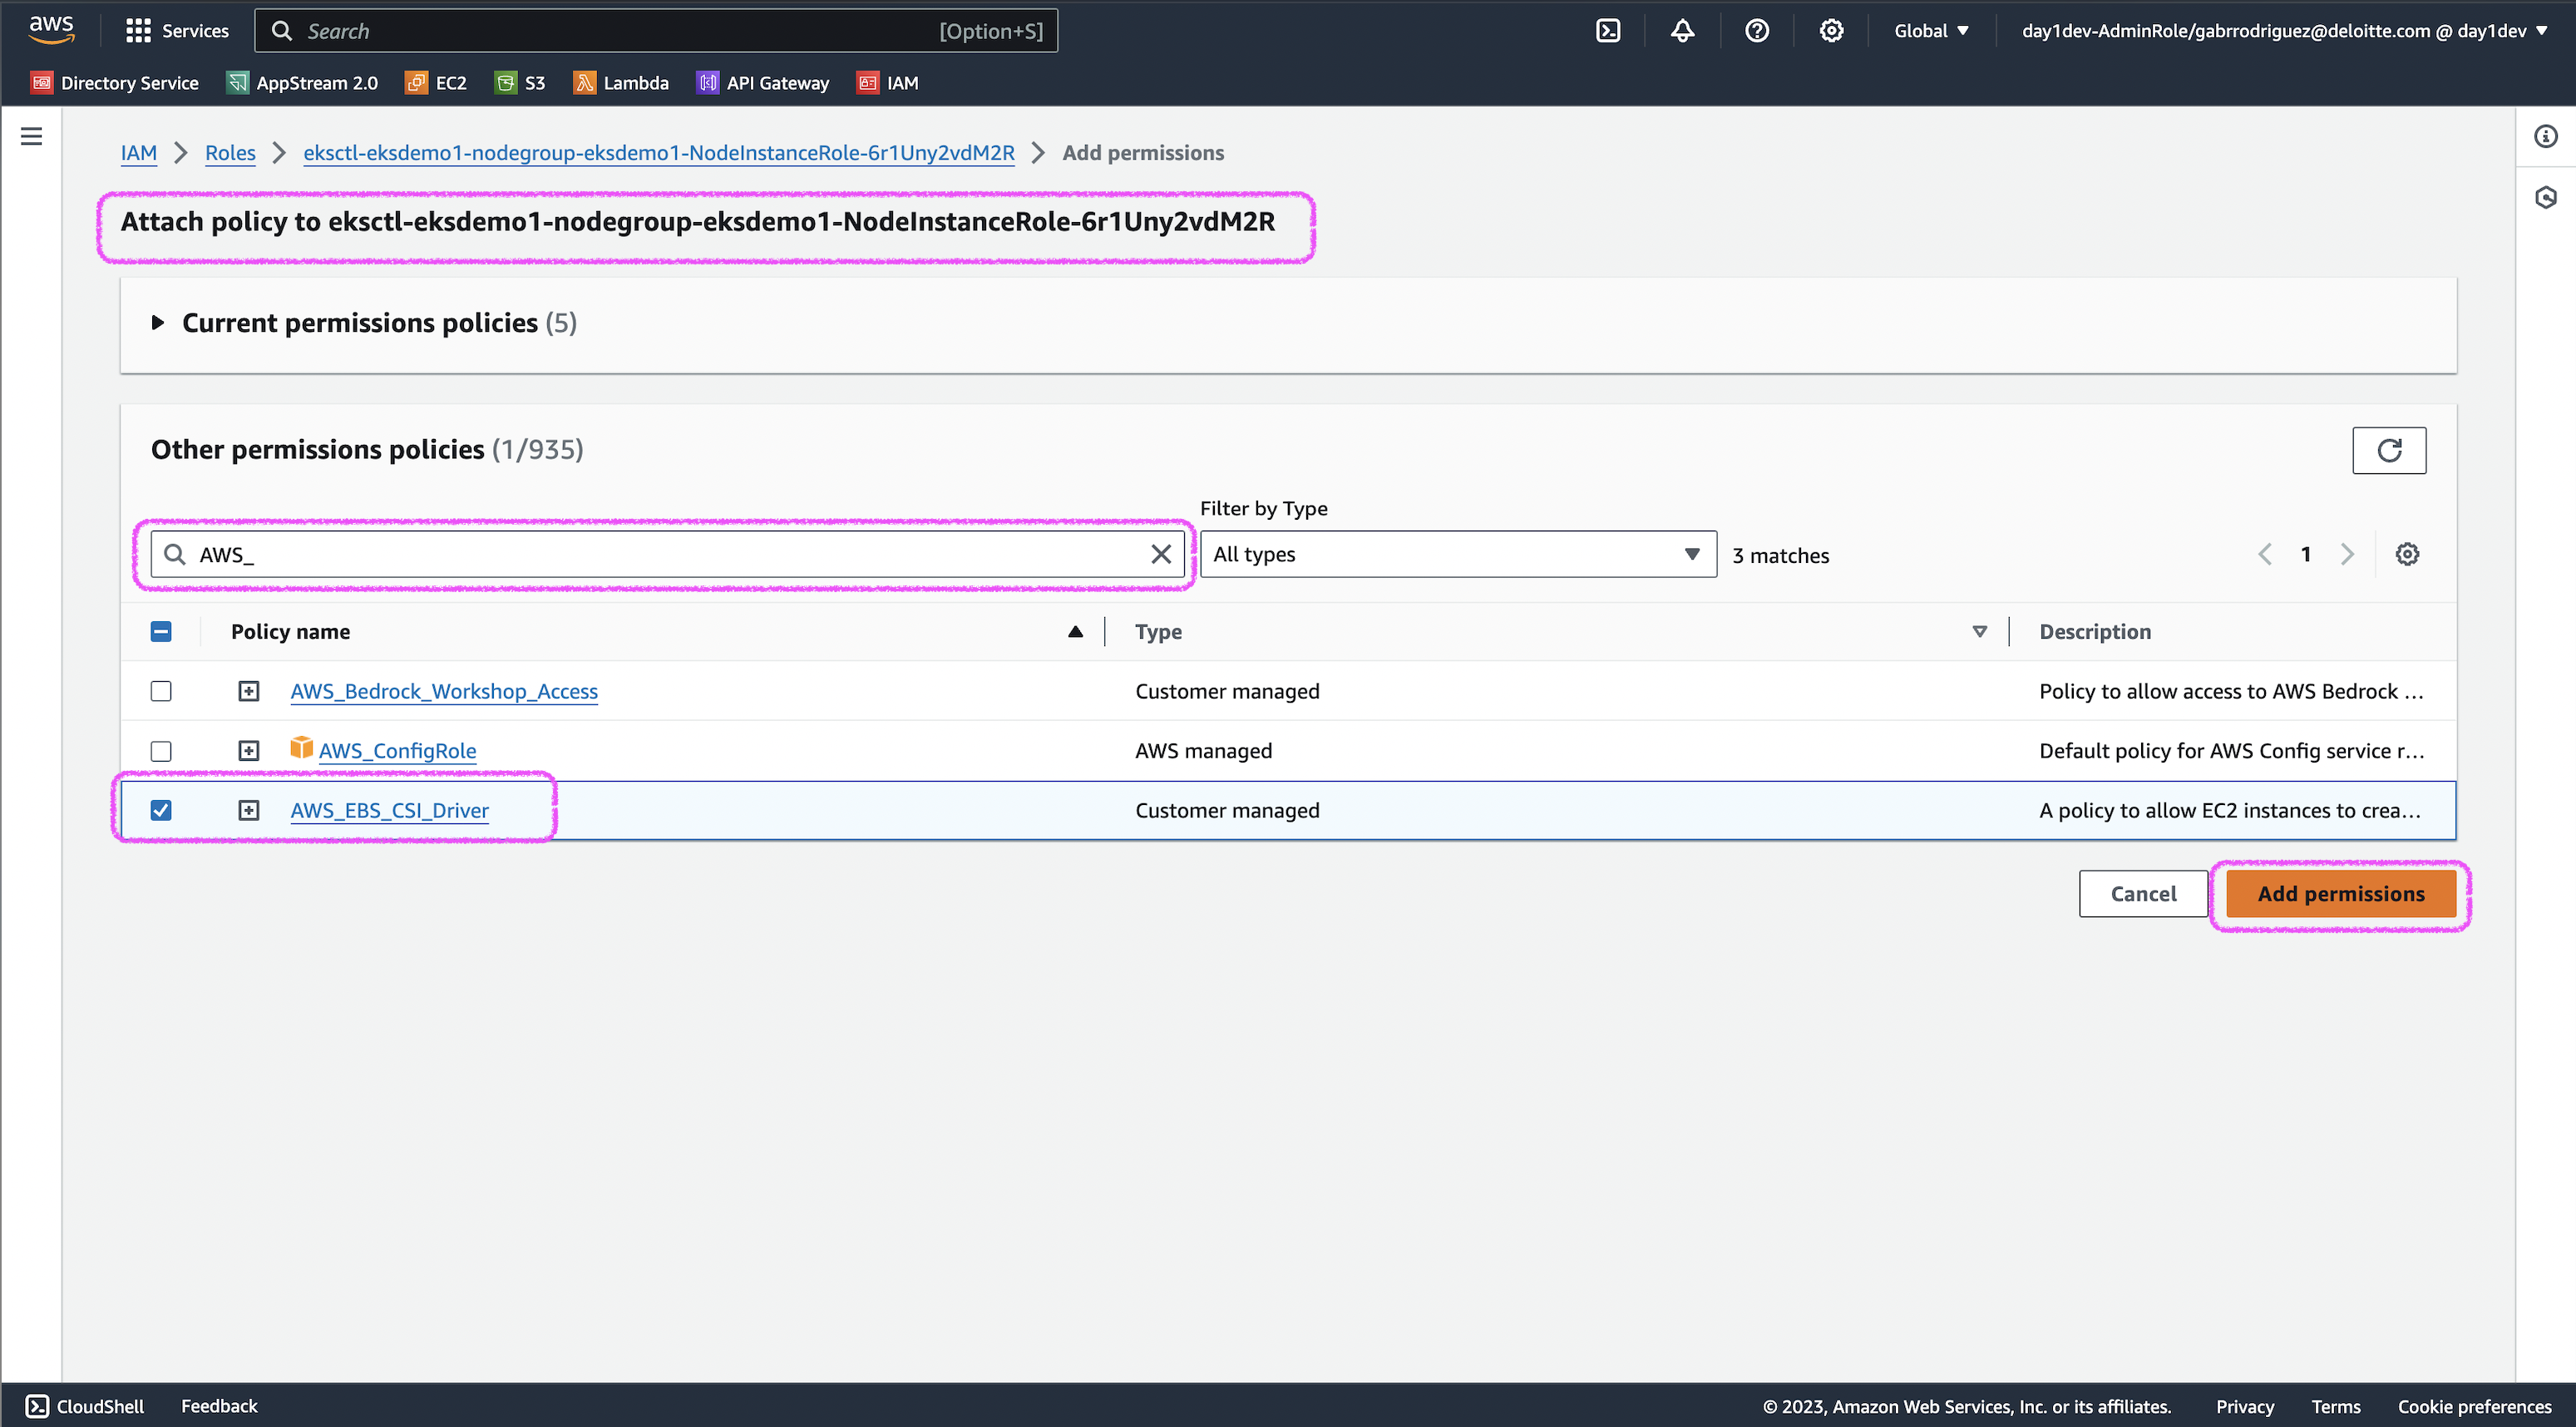 aws Services Search [Option+S] Global day1dev-AdminRole/gabrrodriguez@deloitte.com @ day1dev
Directory Service AppStream 2.0 EC2 S3 Lambda API Gateway IAM
IAM Roles eksctl-eksdemo1-nodegroup-eksdemo1-NodeInstanceRole-6r1Uny2vdM2R Add permissions
Attach policy to eksctl-eksdemo1-nodegroup-eksdemo1-NodeInstanceRole-6r1Uny2vdM2R
Current permissions policies (5)
Other permissions policies (1/935)
Filter by Type
AWS_ All types 3 matches 1
Policy name Type Description
AWS_Bedrock_Workshop_Access Customer managed Policy to allow access to AWS Bedrock ...
AWS_ConfigRole AWS managed Default policy for AWS Config service r...
AWS_EBS_CSI_Driver Customer managed A policy to allow EC2 instances to crea...
Cancel Add permissions
CloudShell Feedback © 2023, Amazon Web Services, Inc. or its affiliates. Privacy Terms Cookie preferences